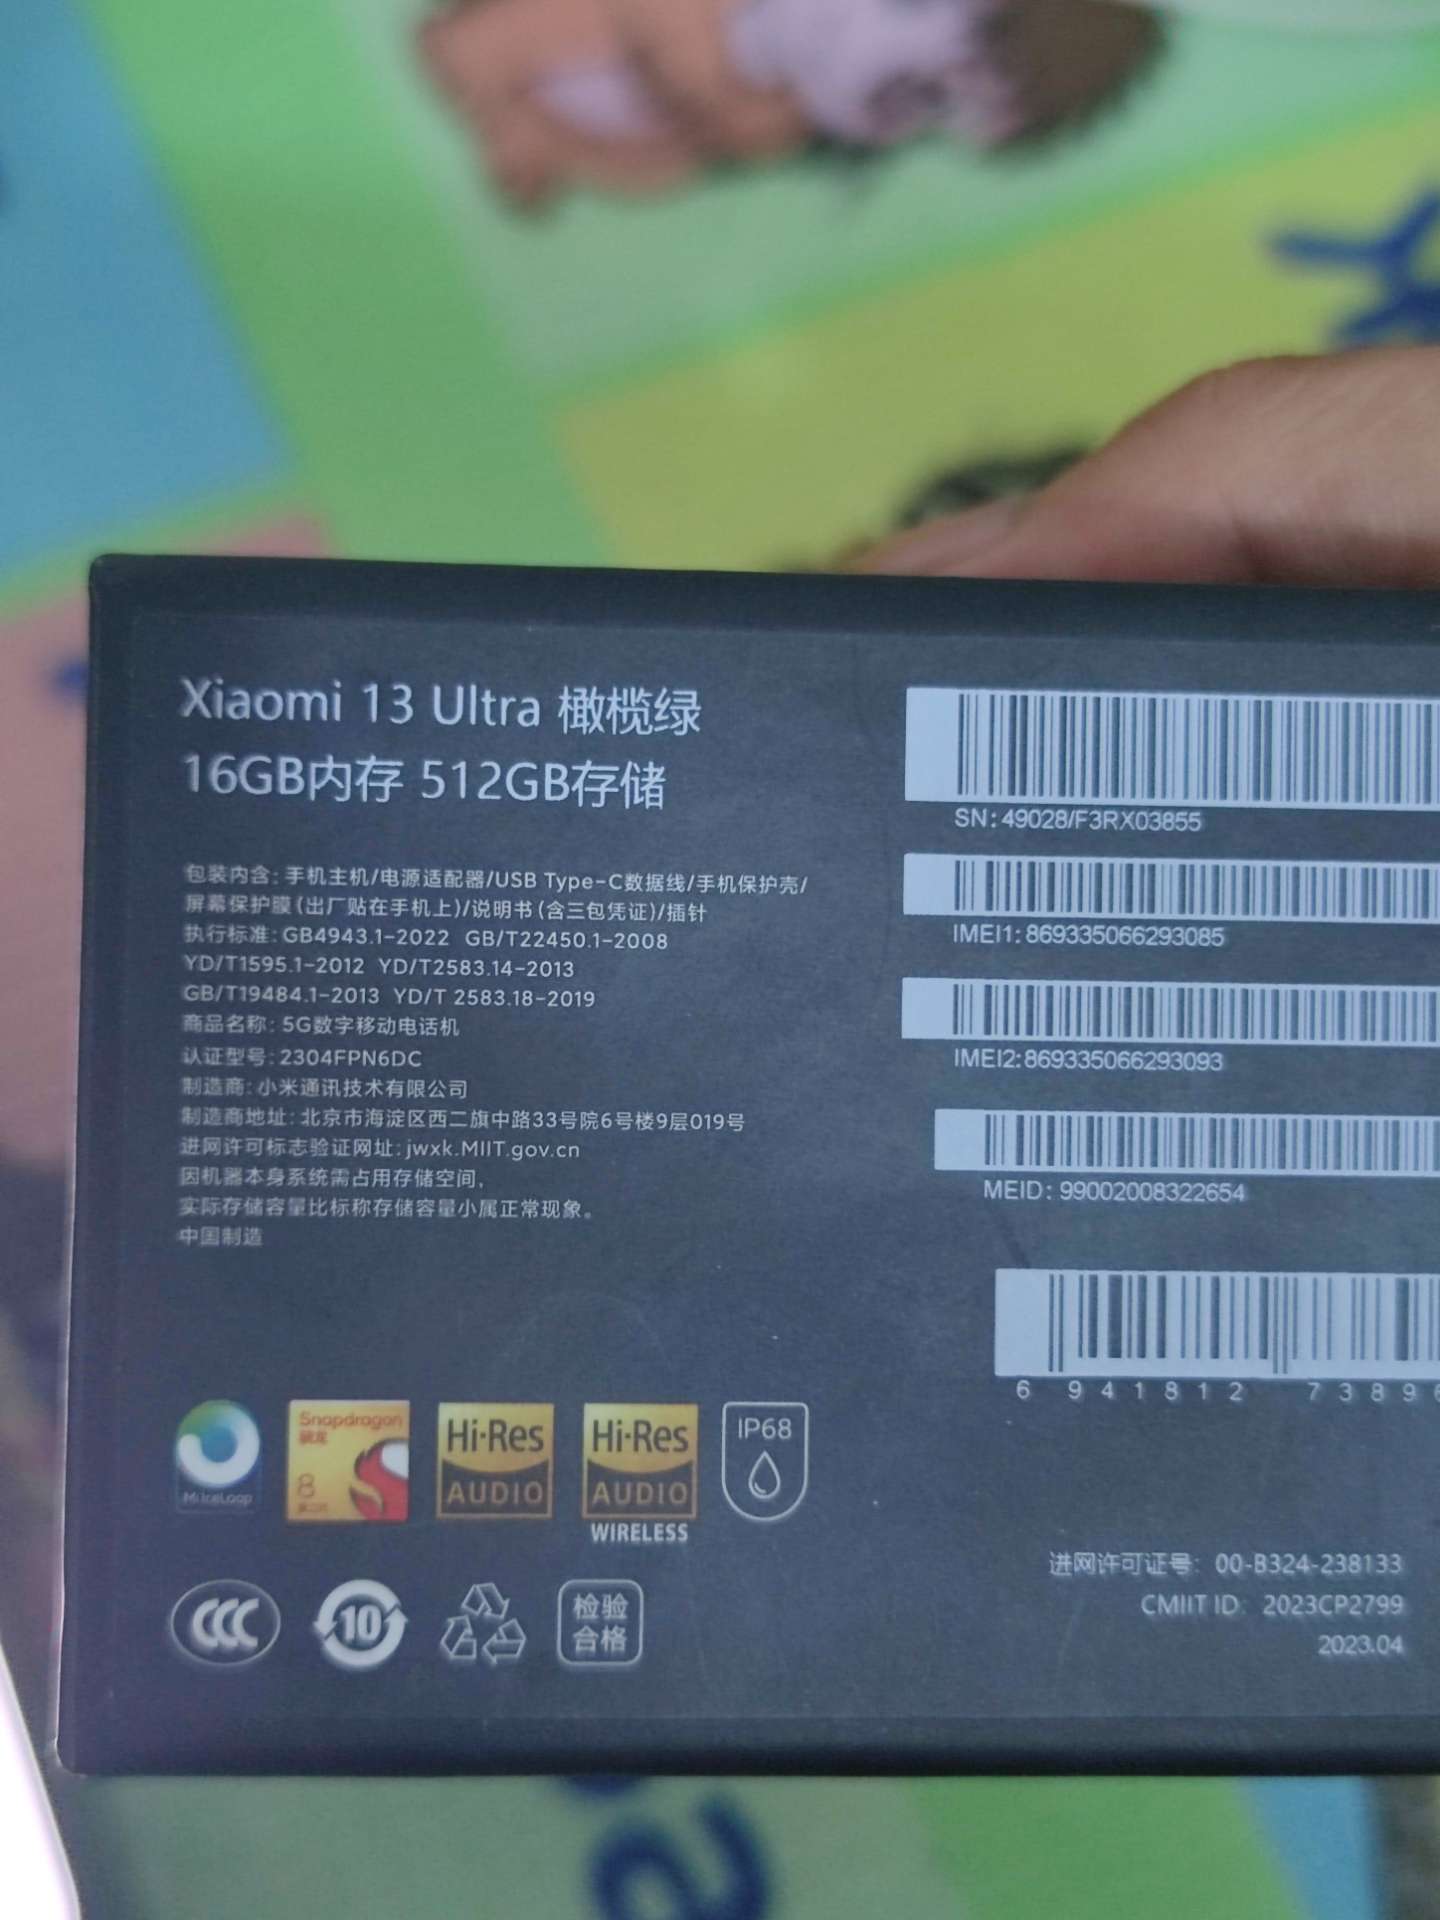 Xiaomi 13 Ultra 橄榄绿
16GB内存 512GB存储
包装内含: 手机主机/电源适配器/USB Type-C数据线/手机保护壳/
屏幕保护膜(出厂贴在手机上)/说明书(含三包凭证)/插针
执行标准: GB4943.1-2022 GB/T22450.1-2008
YD/T1595.1-2012 YD/T2583.14-2013
GB/T19484.1-2013 YD/T 2583.18-2019
商品名称: 5G数字移动电话机
认证型号: 2304FPN6DC
制造商: 小米通讯技术有限公司
制造商地址: 北京市海淀区西二旗中路33号院6号楼9层019号
进网许可标志验证网址: jwxk.MIIT.gov.cn
因机器本身系统需占用存储空间,
实际存储容量比标称存储容量小属正常现象。
中国制造
SN: 49028/F3RX03855
IMEI1: 869335066293085
IMEI2: 869335066293093
MEID: 99002008322654
6 941812 7389
Snapdragon
骁龙
8
Hi-Res
AUDIO
Hi-Res
AUDIO
WIRELESS
IP68
CCC
10
检验
合格
进网许可证号: 00-B324-238133
CMIIT ID: 2023CP2799
2023.04